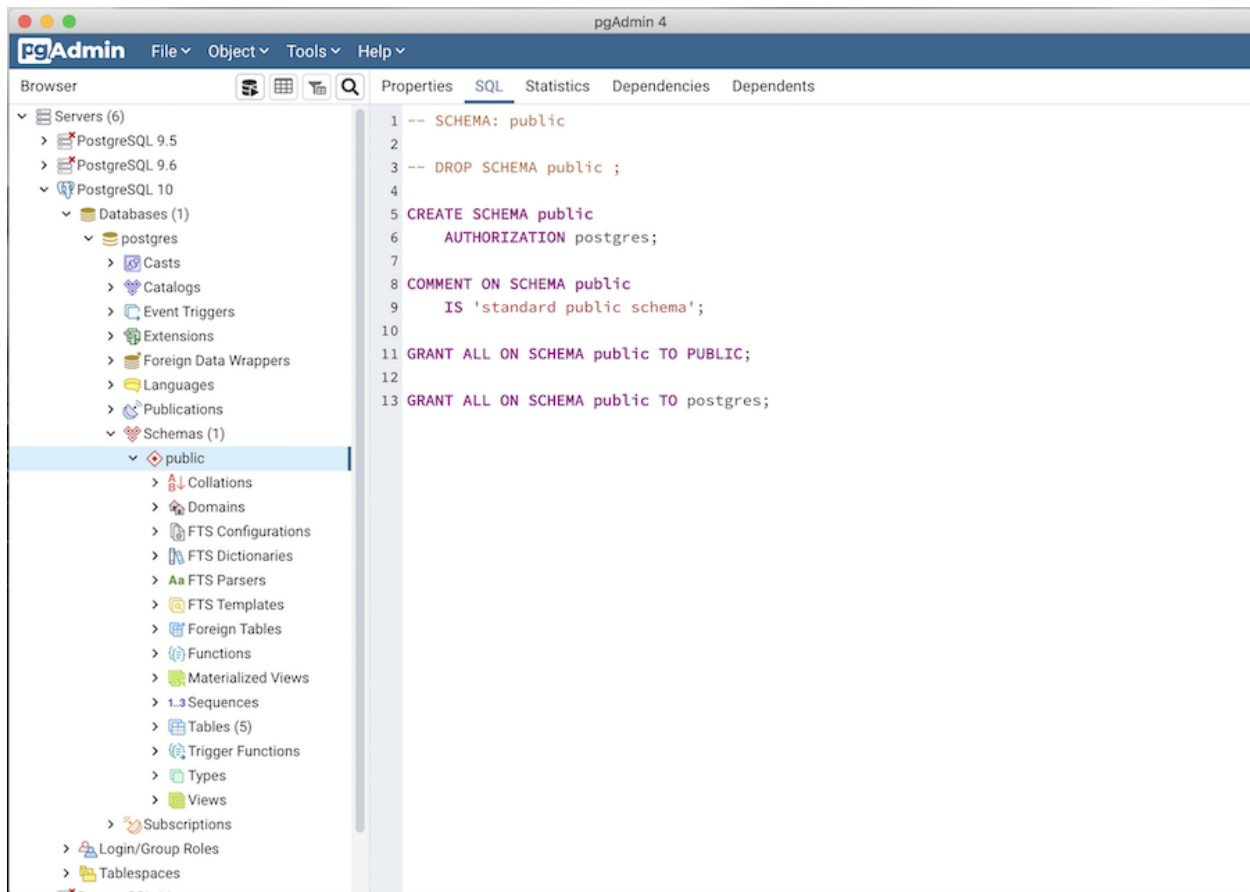 pgAdmin 4
pgAdmin File Object Tools Help
Browser
Properties SQL Statistics Dependencies Dependents
Servers (6)
PostgreSQL 9.5
PostgreSQL 9.6
PostgreSQL 10
Databases (1)
postgres
Casts
Catalogs
Event Triggers
Extensions
Foreign Data Wrappers
Languages
Publications
Schemas (1)
public
Collations
Domains
FTS Configurations
FTS Dictionaries
Aa FTS Parsers
FTS Templates
Foreign Tables
Functions
Materialized Views
1..3 Sequences
Tables (5)
Trigger Functions
Types
Views
Subscriptions
Login/Group Roles
Tablespaces
1 -- SCHEMA: public
2
3 -- DROP SCHEMA public ;
4
5 CREATE SCHEMA public
6 AUTHORIZATION postgres;
7
8 COMMENT ON SCHEMA public
9 IS 'standard public schema';
10
11 GRANT ALL ON SCHEMA public TO PUBLIC;
12
13 GRANT ALL ON SCHEMA public TO postgres;